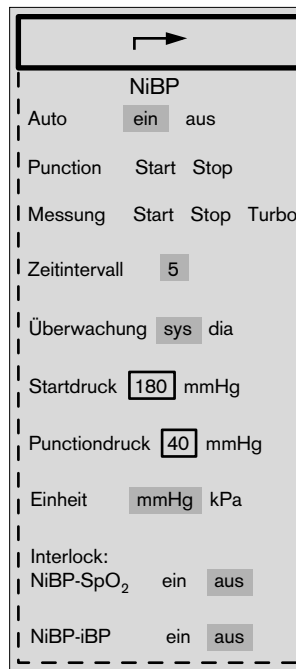 NiBP
Auto ein aus
Punction Start Stop
Messung Start Stop Turbo
Zeitintervall 5
Überwachung sys dia
Startdruck 180 mmHg
Punctiondruck 40 mmHg
Einheit mmHg kPa
Interlock:
NiBP-SpO₂ ein aus
NiBP-iBP ein aus